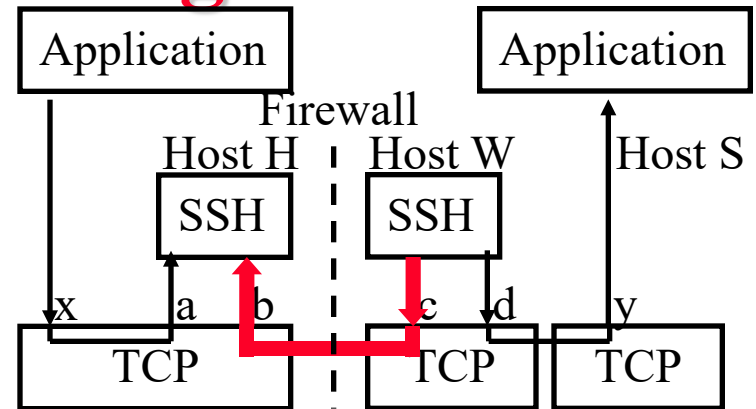 Application Application
Firewall
Host H Host W Host S
SSH SSH
x a b c d y
TCP TCP TCP